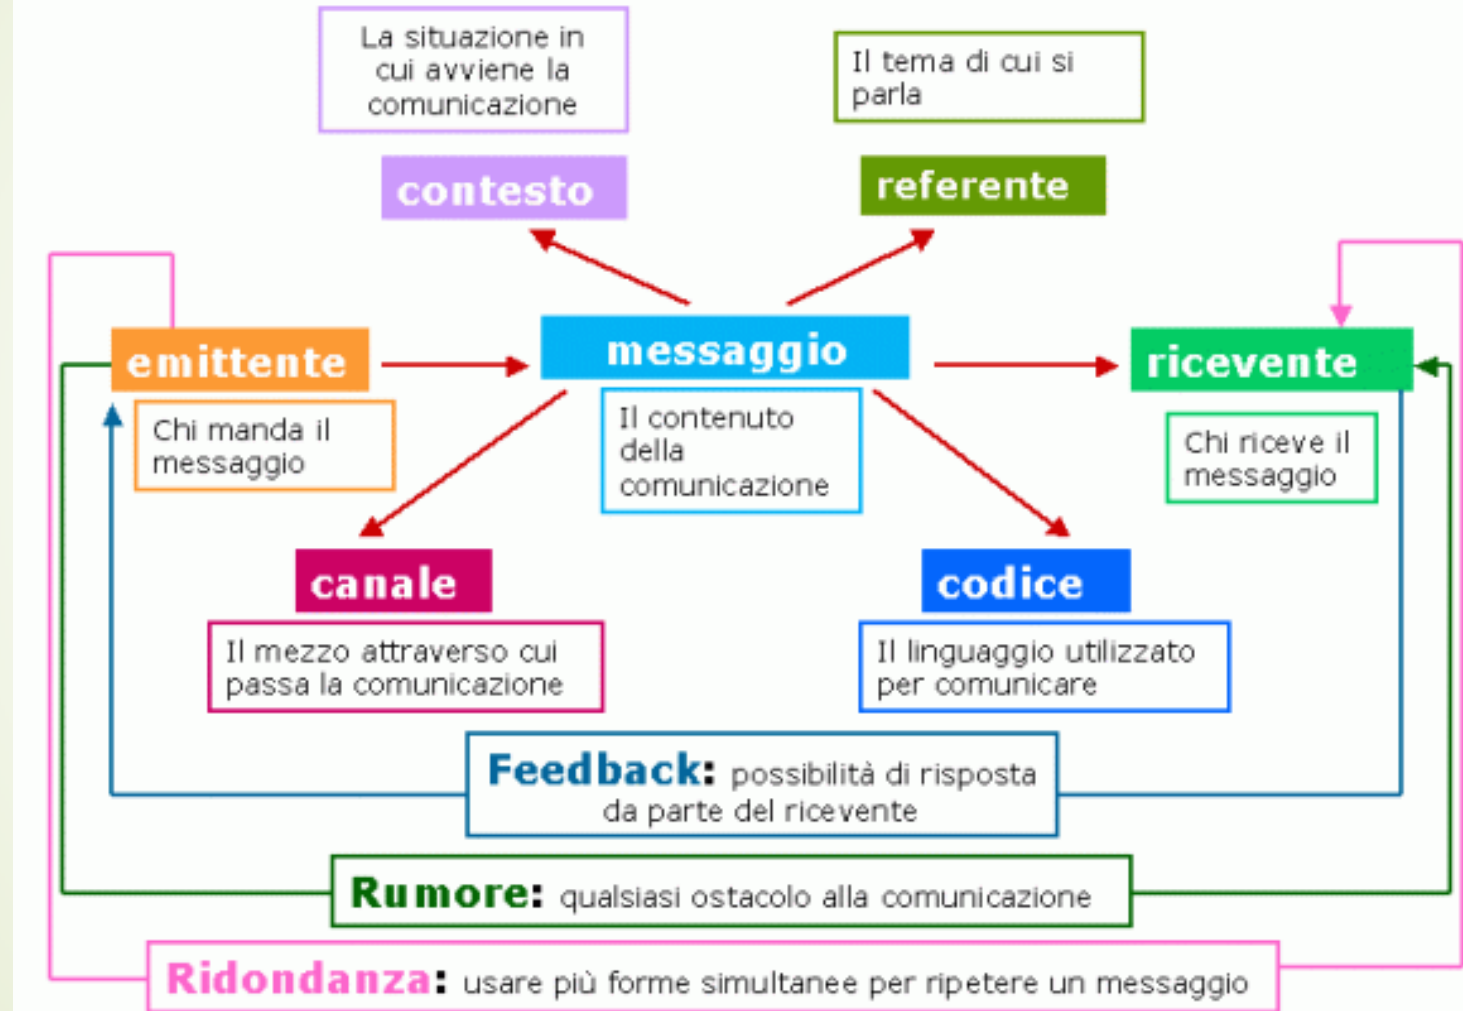 La situazione in
cui avviene la
comunicazione
Il tema di cui si
parla
contesto
referente
emittente
messaggio
ricevente
Chi manda il
messaggio
Il contenuto
della
comunicazione
Chi riceve il
messaggio
canale
codice
Il mezzo attraverso cui
passa la comunicazione
Il linguaggio utilizzato
per comunicare
Feedback: possibilità di risposta
da parte del ricevente
Rumore: qualsiasi ostacolo alla comunicazione
Ridondanza: usare più forme simultanee per ripetere un messaggio